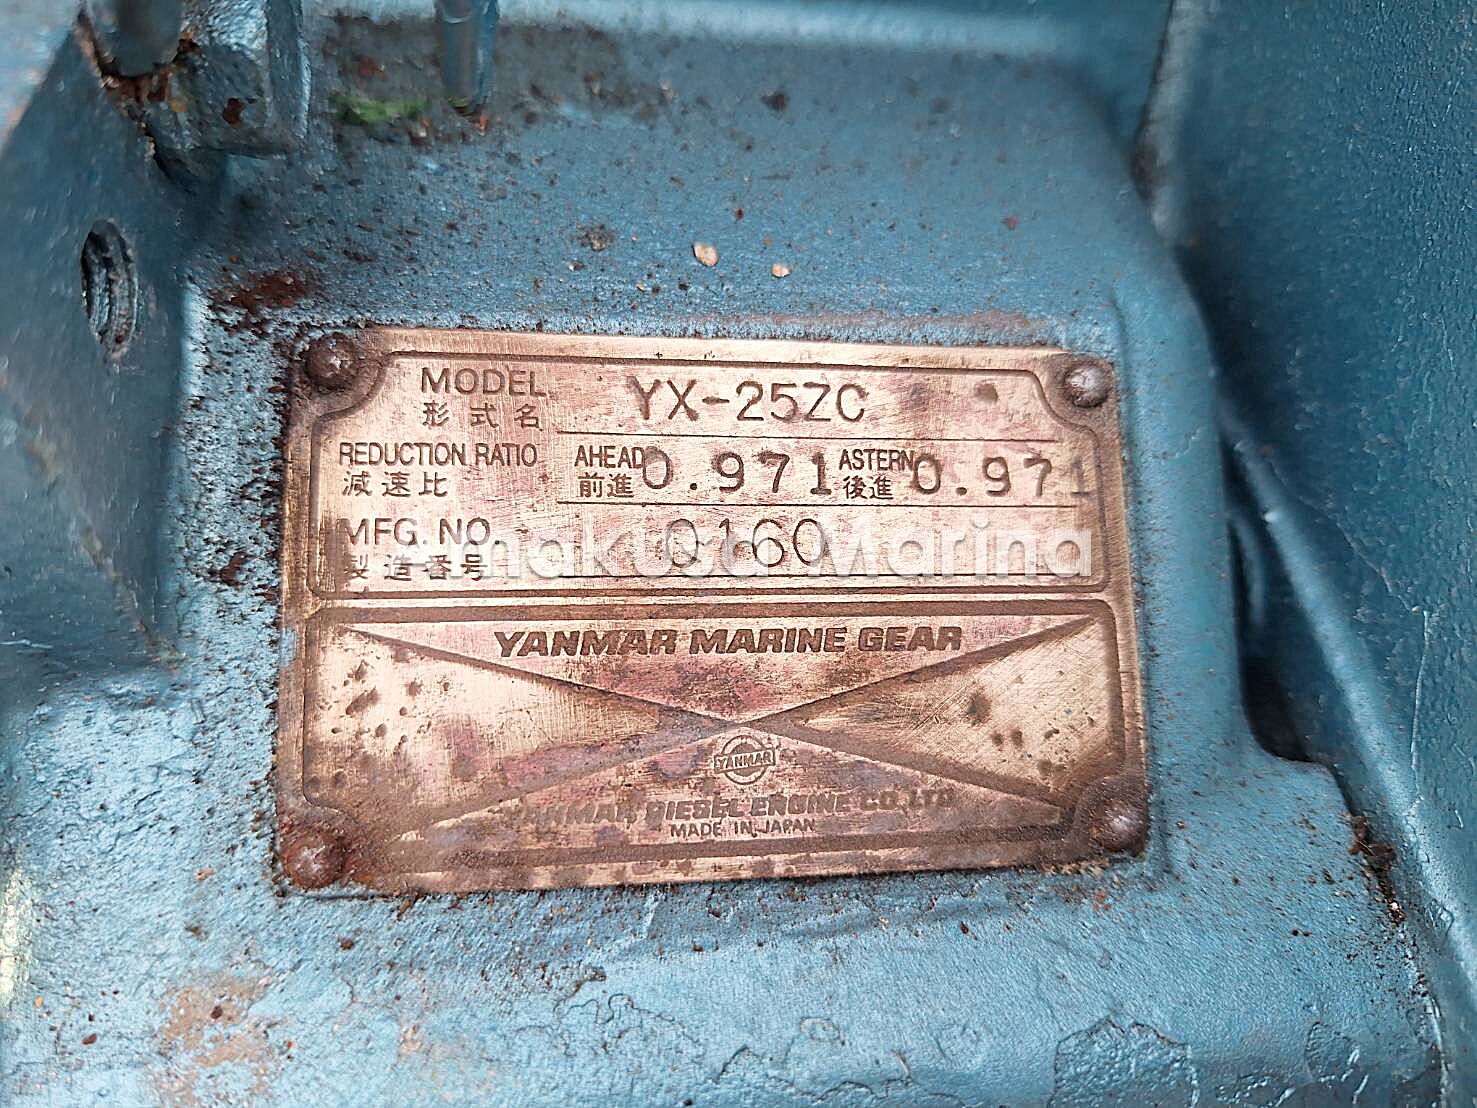 MODEL YX-25ZC
形式名
REDUCTION RATIO AHEAD 0.971 ASTERN 0.971
減速比 前進 後進
MFG. NO. 0160
製造番号
makusa Marina
YANMAR MARINE GEAR
YANMAR
YANMAR DIESEL ENGINE CO., LTD.
MADE IN JAPAN